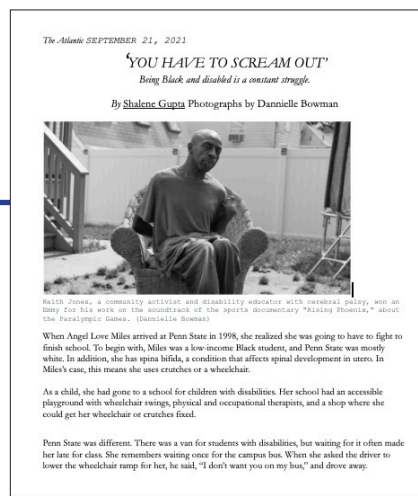 The Atlantic SEPTEMBER 21, 2021
‘YOU HAVE TO SCREAM OUT’
Being Black and disabled is a constant struggle.
By Shalene Gupta Photographs by Dannielle Bowman
Keith Jones, a community activist and disability educator with cerebral palsy, won an
Emmy for his work on the soundtrack of the sports documentary "Rising Phoenix," about
the Paralympic Games. (Dannielle Bowman)
When Angel Love Miles arrived at Penn State in 1998, she realized she was going to have to fight to
finish school. To begin with, Miles was a low-income Black student, and Penn State was mostly
white. In addition, she has spina bifida, a condition that affects spinal development in utero. In
Miles’s case, this means she uses crutches or a wheelchair.
As a child, she had gone to a school for children with disabilities. Her school had an accessible
playground with wheelchair swings, physical and occupational therapists, and a shop where she
could get her wheelchair or crutches fixed.
Penn State was different. There was a van for students with disabilities, but waiting for it often made
her late for class. She remembers waiting once for the campus bus. When she asked the driver to
lower the wheelchair ramp for her, he said, “I don’t want you on my bus,” and drove away.